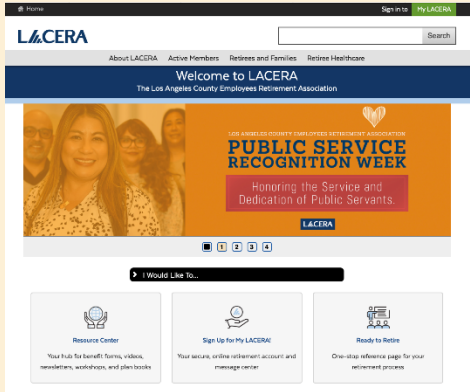 Home
Sign in to My LACERA
LACERA
Search
About LACERA Active Members Retirees and Families Retiree Healthcare
Welcome to LACERA
The Los Angeles County Employees Retirement Association
LOS ANGELES COUNTY EMPLOYEES RETIREMENT ASSOCIATION
PUBLIC SERVICE
RECOGNITION WEEK
Honoring the Service and
Dedication of Public Servants.
LACERA
1 2 3 4
I Would Like To...
Resource Center
Your hub for benefit forms, videos,
newsletters, workshops, and plan books
Sign Up for My LACERA!
Your secure, online retirement account and
message center
Ready to Retire
One-stop reference page for your
retirement process